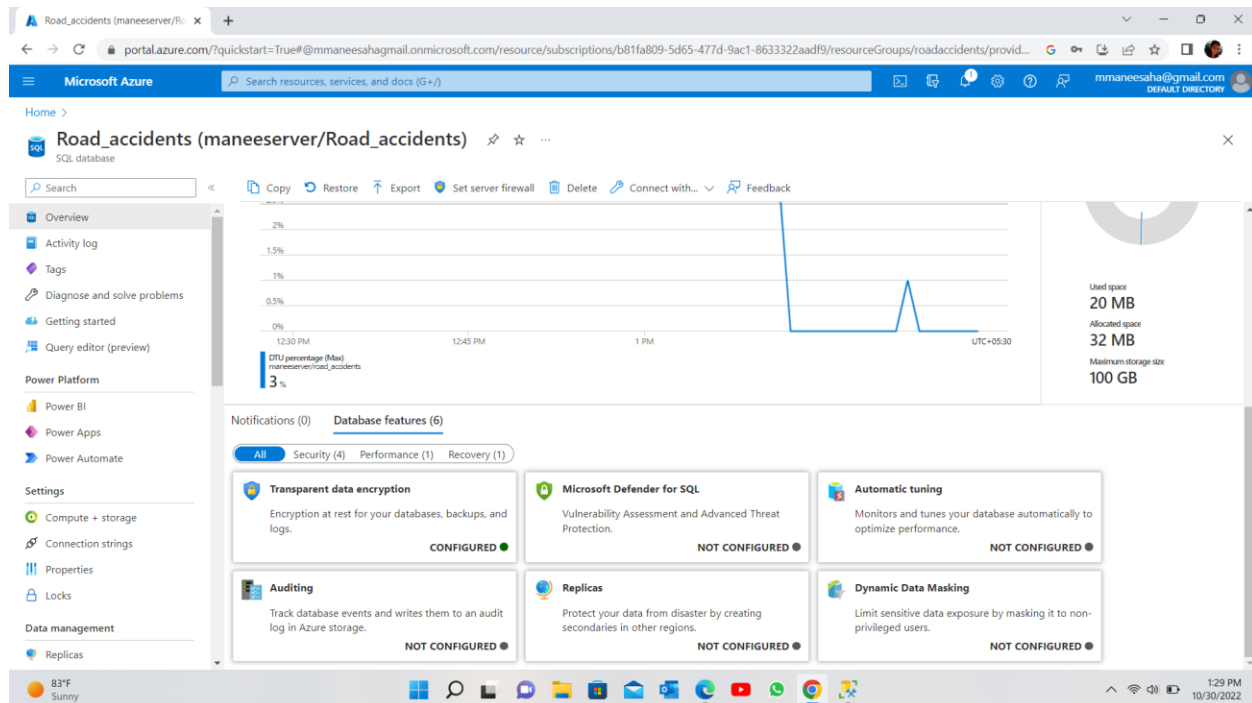 Road_accidents (maneeserver/Ro
portal.azure.com/?quickstart=True#@mmaneesahagmail.onmicrosoft.com/resource/subscriptions/b81fa809-5d65-477d-9ac1-8633322aadf9/resourceGroups/roadaccidents/provid...
Microsoft Azure
Search resources, services, and docs (G+/)
1
mmaneesaha@gmail.com
DEFAULT DIRECTORY
Home >
Road_accidents (maneeserver/Road_accidents)
SQL
SQL database
Search
Copy
Restore
Export
Set server firewall
Delete
Connect with...
Feedback
Overview
Activity log
Tags
Diagnose and solve problems
Getting started
Query editor (preview)
Power Platform
Power BI
Power Apps
Power Automate
Settings
Compute + storage
Connection strings
Properties
Locks
Data management
Replicas
2%
1.5%
1%
0.5%
0%
12:30 PM
12:45 PM
1 PM
UTC+05:30
DTU percentage (Max)
maneeserver/road_accidents
3 %
Used space
20 MB
Allocated space
32 MB
Maximum storage size
100 GB
Notifications (0)
Database features (6)
All
Security (4)
Performance (1)
Recovery (1)
Transparent data encryption
Encryption at rest for your databases, backups, and
logs.
CONFIGURED
Microsoft Defender for SQL
Vulnerability Assessment and Advanced Threat
Protection.
NOT CONFIGURED
Automatic tuning
Monitors and tunes your database automatically to
optimize performance.
NOT CONFIGURED
Auditing
Track database events and writes them to an audit
log in Azure storage.
NOT CONFIGURED
Replicas
Protect your data from disaster by creating
secondaries in other regions.
NOT CONFIGURED
Dynamic Data Masking
Limit sensitive data exposure by masking it to non-
privileged users.
NOT CONFIGURED
83°F
Sunny
1:29 PM
10/30/2022